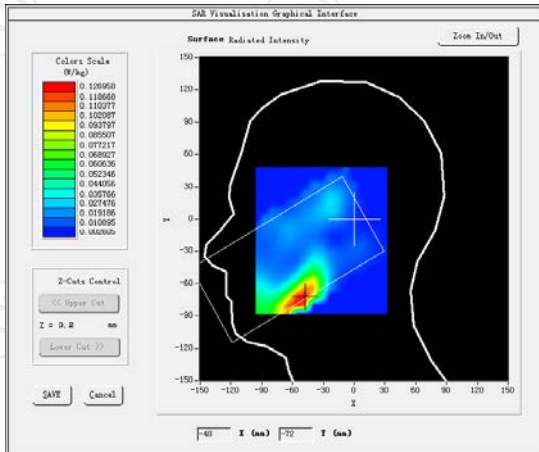 SAR Visualisation Graphical Interface
Surface Radiated Intensity
Zoom In/Out
Colors Scale
(W/kg)
0.126950
0.118660
0.110377
0.102087
0.093797
0.085507
0.077217
0.068927
0.060636
0.052346
0.044056
0.035766
0.027476
0.019186
0.010895
0.002605
150
120
90
60
30
0
-30
-60
-90
-120
-150
Y
-150 -120 -90 -60 -30 0 30 60 90 120 150
X
Z-Cuts Control
<< Upper Cut
Z = 0.2 mm
Lower Cut >>
SAVE Cancel
-48 X (mm) -72 Y (mm)